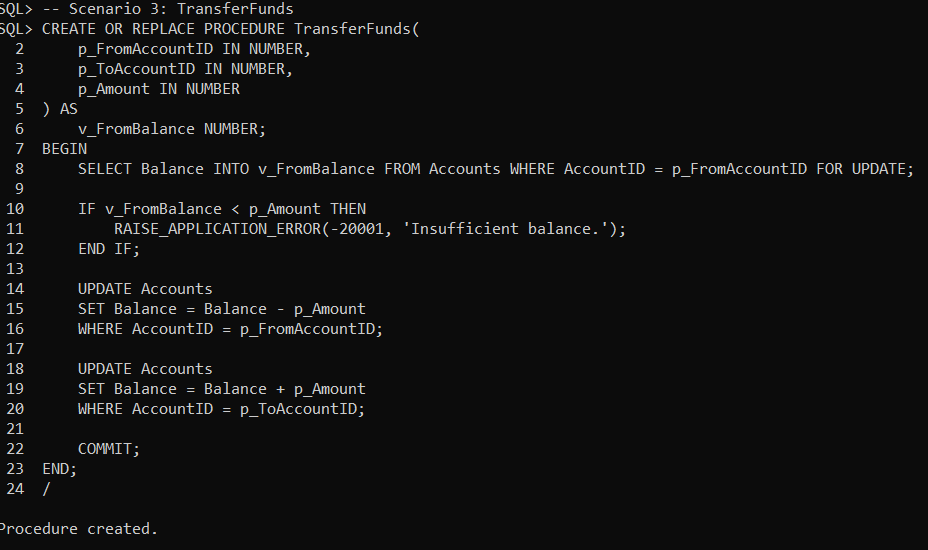 SQL> -- Scenario 3: TransferFunds
SQL> CREATE OR REPLACE PROCEDURE TransferFunds(
  2      p_FromAccountID IN NUMBER,
  3      p_ToAccountID IN NUMBER,
  4      p_Amount IN NUMBER
  5  ) AS
  6      v_FromBalance NUMBER;
  7  BEGIN
  8      SELECT Balance INTO v_FromBalance FROM Accounts WHERE AccountID = p_FromAccountID FOR UPDATE;
  9
 10      IF v_FromBalance < p_Amount THEN
 11          RAISE_APPLICATION_ERROR(-20001, 'Insufficient balance.');
 12      END IF;
 13
 14      UPDATE Accounts
 15      SET Balance = Balance - p_Amount
 16      WHERE AccountID = p_FromAccountID;
 17
 18      UPDATE Accounts
 19      SET Balance = Balance + p_Amount
 20      WHERE AccountID = p_ToAccountID;
 21
 22      COMMIT;
 23  END;
 24  /
Procedure created.